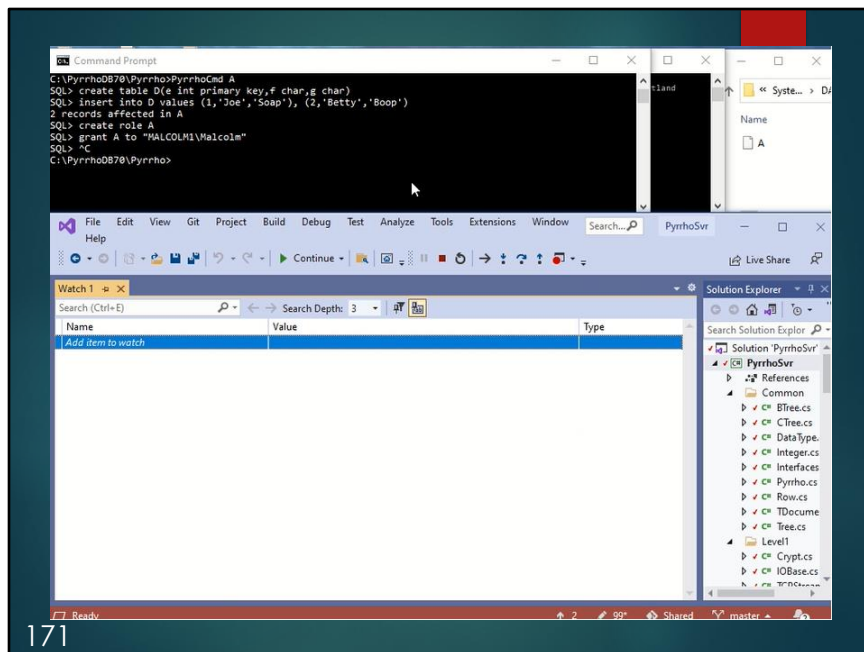 Command Prompt
C:\PyrrhoDB70\Pyrrho>PyrrhoCmd A
SQL> create table D(e int primary key,f char,g char)
SQL> insert into D values (1,'Joe','Soap'), (2,'Betty','Boop')
2 records affected in A
SQL> create role A
SQL> grant A to "MALCOLM1\Malcolm"
SQL> ^C
C:\PyrrhoDB70\Pyrrho>
tland
« Syste... > DA
Name
A
File Edit View Git Project Build Debug Test Analyze Tools Extensions Window Search... PyrrhoSvr
Help
Continue
Live Share
Watch 1
Search (Ctrl+E) Search Depth: 3
Name Value Type
Add item to watch
Solution Explorer
Search Solution Explor
Solution 'PyrrhoSvr'
C# PyrrhoSvr
References
Common
C# BTree.cs
C# CTree.cs
C# DataType.
C# Integer.cs
C# Interfaces
C# Pyrrho.cs
C# Row.cs
C# TDocume
C# Tree.cs
Level1
C# Crypt.cs
C# IOBase.cs
Ready 2 99+ Shared master
171